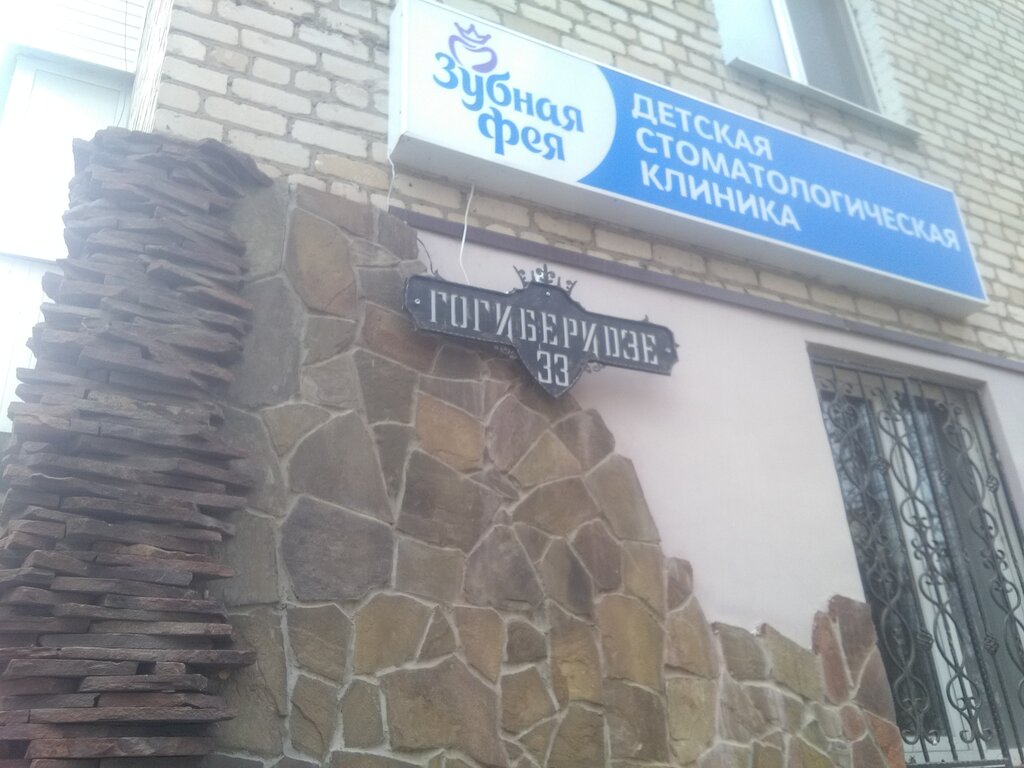 Зубная
фея
ДЕТСКАЯ
СТОМАТОЛОГИЧЕСКАЯ
КЛИНИКА
ГОГИБЕРИДЗЕ
33